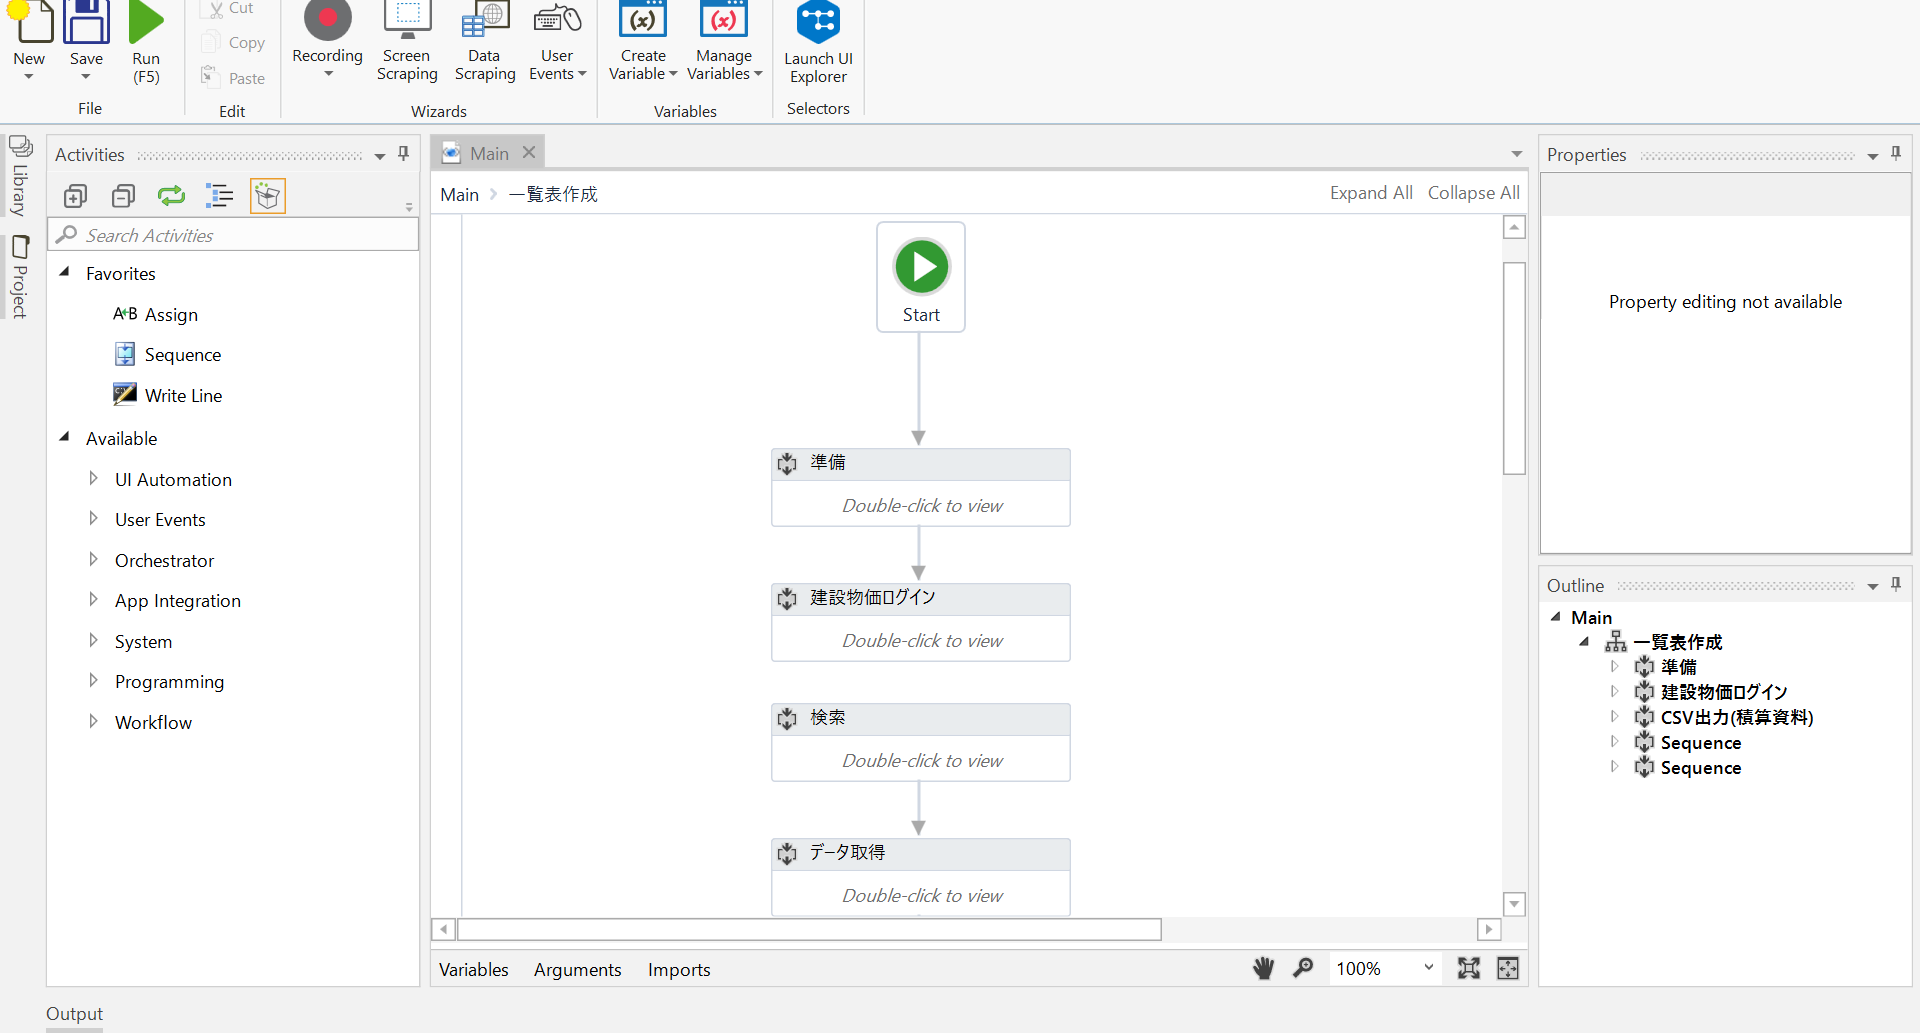 New
Save
Run
(F5)
File
Cut
Copy
Paste
Edit
Recording
Screen
Scraping
Data
Scraping
User
Events
Wizards
Create
Variable
Manage
Variables
Variables
Launch UI
Explorer
Selectors
Library
Project
Activities
Search Activities
Favorites
A+B Assign
Sequence
Write Line
Available
UI Automation
User Events
Orchestrator
App Integration
System
Programming
Workflow
Main
Main > 一覧表作成
Expand All
Collapse All
Start
準備
Double-click to view
建設物価ログイン
Double-click to view
検索
Double-click to view
データ取得
Double-click to view
Variables
Arguments
Imports
100%
Properties
Property editing not available
Outline
Main
一覧表作成
準備
建設物価ログイン
CSV出力(積算資料)
Sequence
Sequence
Output